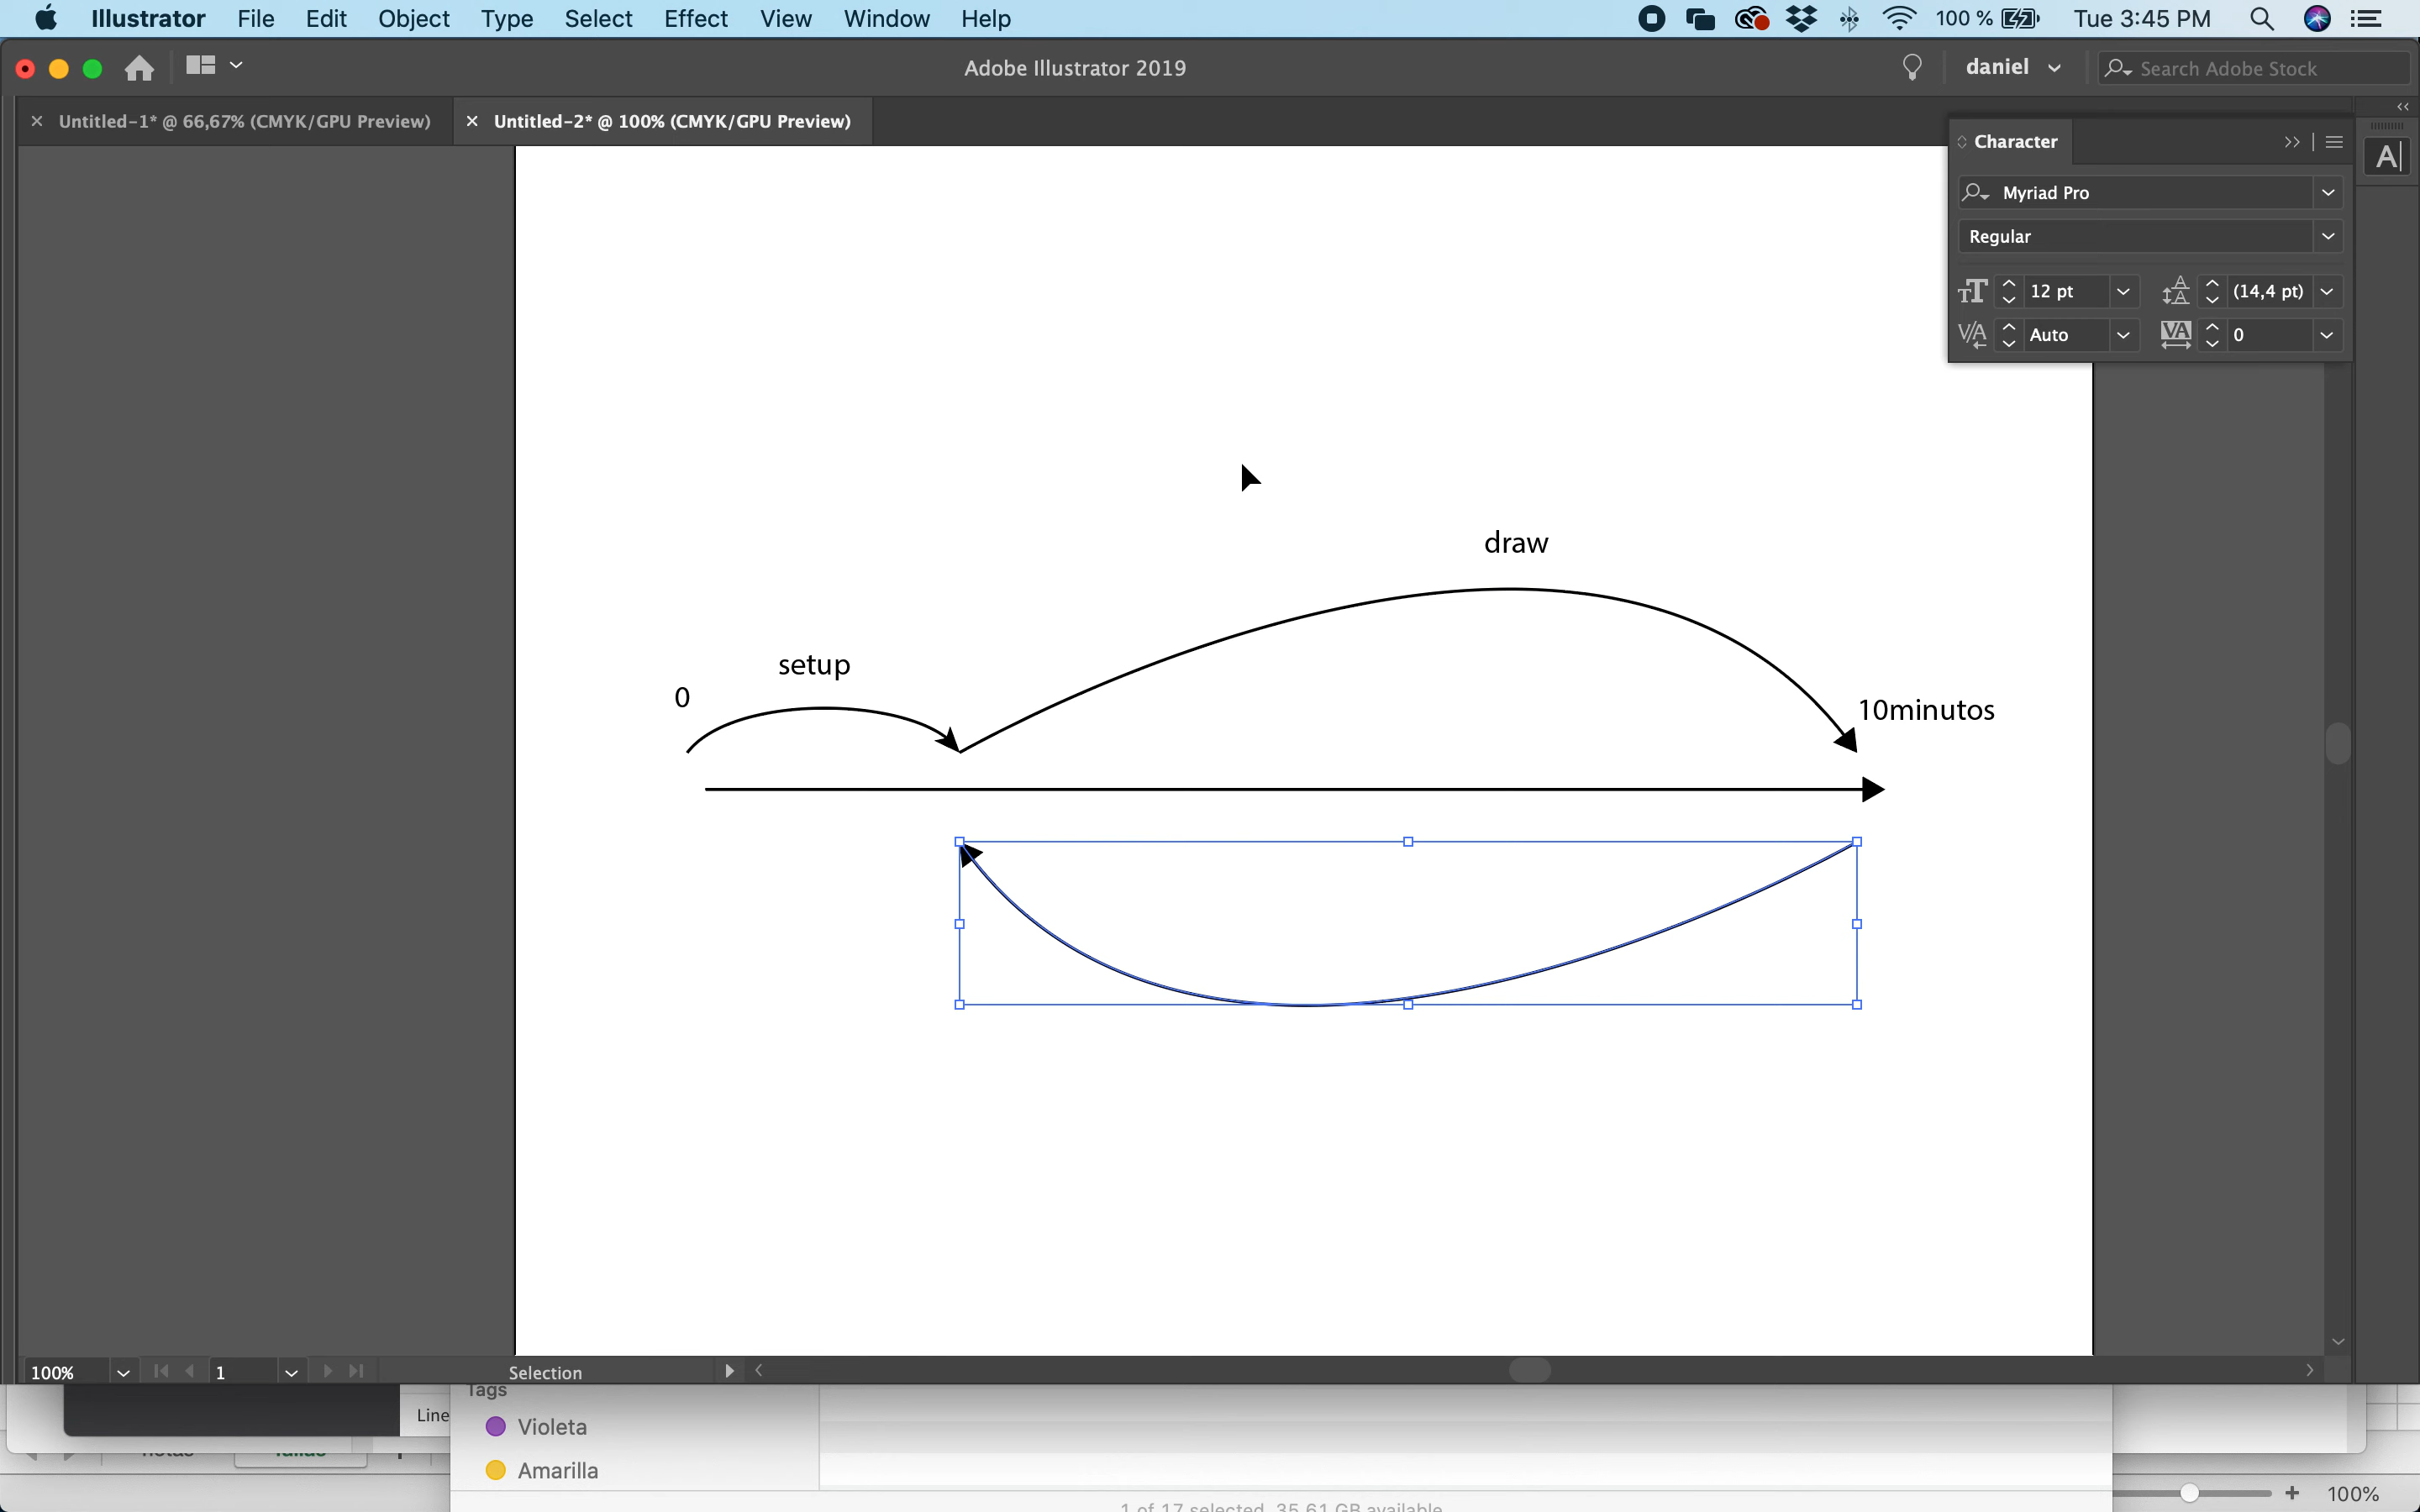 Illustrator File Edit Object Type Select Effect View Window Help 100 % Tue 3:45 PM
Adobe Illustrator 2019 daniel Search Adobe Stock
Untitled-1* @ 66,67% (CMYK/GPU Preview) Untitled-2* @ 100% (CMYK/GPU Preview)
Character
Myriad Pro
Regular
12 pt (14,4 pt)
Auto 0
draw
setup
0
10minutos
100% 1 Selection
Tags
Line
Violeta
Amarilla
1 of 17 selected, 35,61 GB available
100%